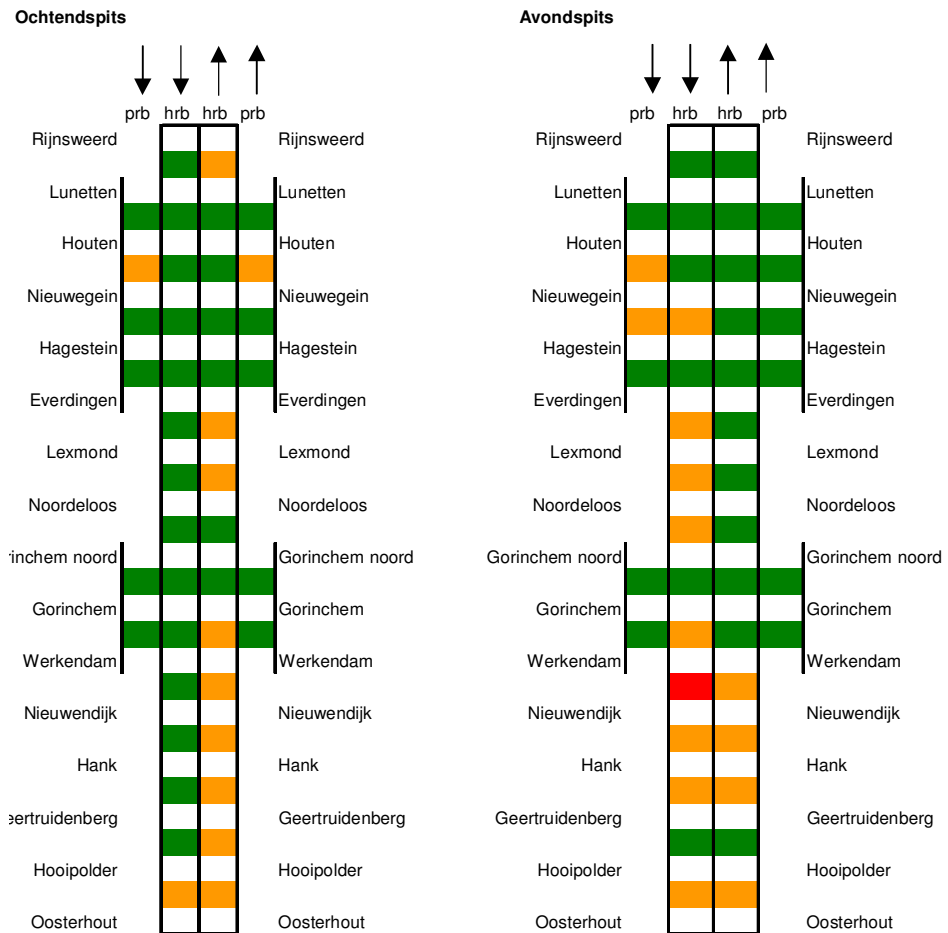 Ochtendspits Avondspits
prb hrb hrb prb prb hrb hrb prb
Rijnsweerd Rijnsweerd Rijnsweerd Rijnsweerd
Lunetten Lunetten Lunetten Lunetten
Houten Houten Houten Houten
Nieuwegein Nieuwegein Nieuwegein Nieuwegein
Hagestein Hagestein Hagestein Hagestein
Everdingen Everdingen Everdingen Everdingen
Lexmond Lexmond Lexmond Lexmond
Noordeloos Noordeloos Noordeloos Noordeloos
rinchem noord Gorinchem noord Gorinchem noord Gorinchem noord
Gorinchem Gorinchem Gorinchem Gorinchem
Werkendam Werkendam Werkendam Werkendam
Nieuwendijk Nieuwendijk Nieuwendijk Nieuwendijk
Hank Hank Hank Hank
eertruidenberg Geertruidenberg Geertruidenberg Geertruidenberg
Hooipolder Hooipolder Hooipolder Hooipolder
Oosterhout Oosterhout Oosterhout Oosterhout